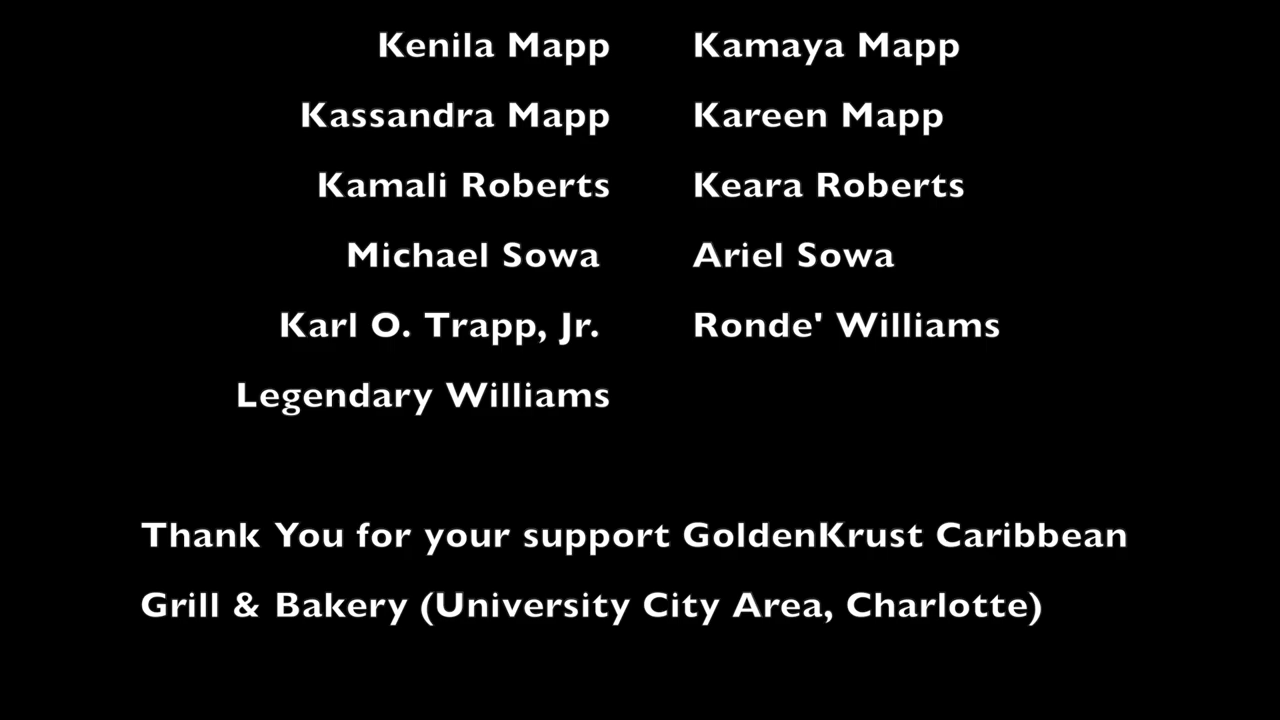 Kenila Mapp Kamaya Mapp
Kassandra Mapp Kareen Mapp
Kamali Roberts Keara Roberts
Michael Sowa Ariel Sowa
Karl O. Trapp, Jr. Ronde' Williams
Legendary Williams
Thank You for your support GoldenKrust Caribbean
Grill & Bakery (University City Area, Charlotte)